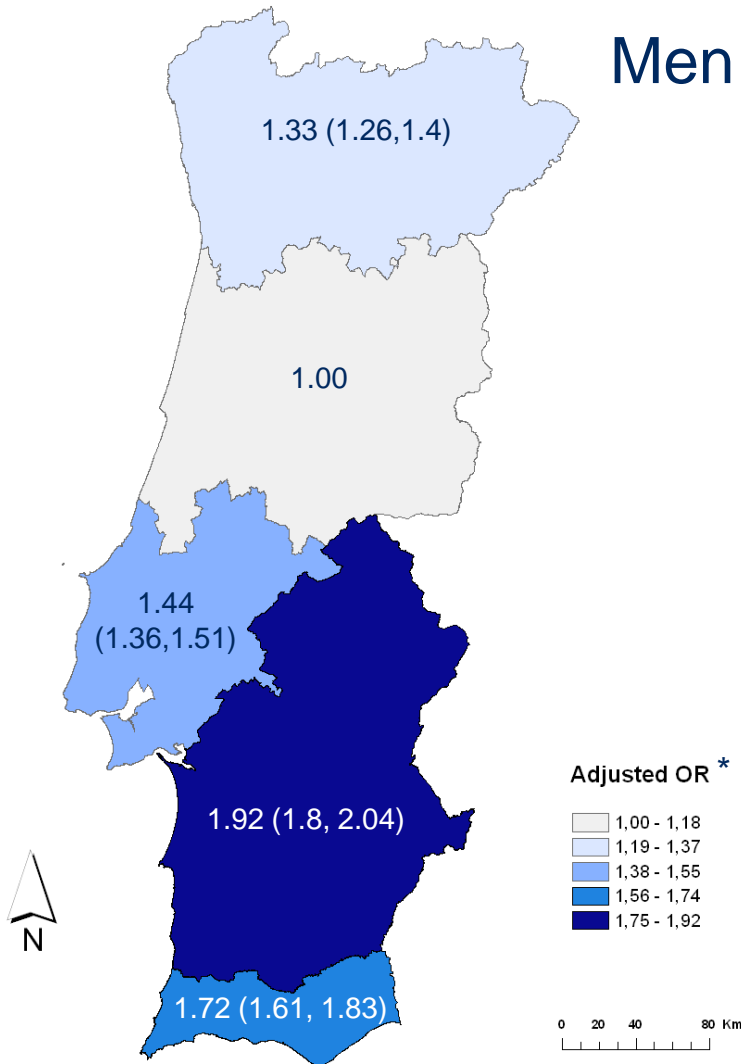 Men
1.33 (1.26,1.4)
1.00
1.44
(1.36,1.51)
1.92 (1.8, 2.04)
1.72 (1.61, 1.83)
N
Adjusted OR *
1,00 - 1,18
1,19 - 1,37
1,38 - 1,55
1,56 - 1,74
1,75 - 1,92
0 20 40 80 Km